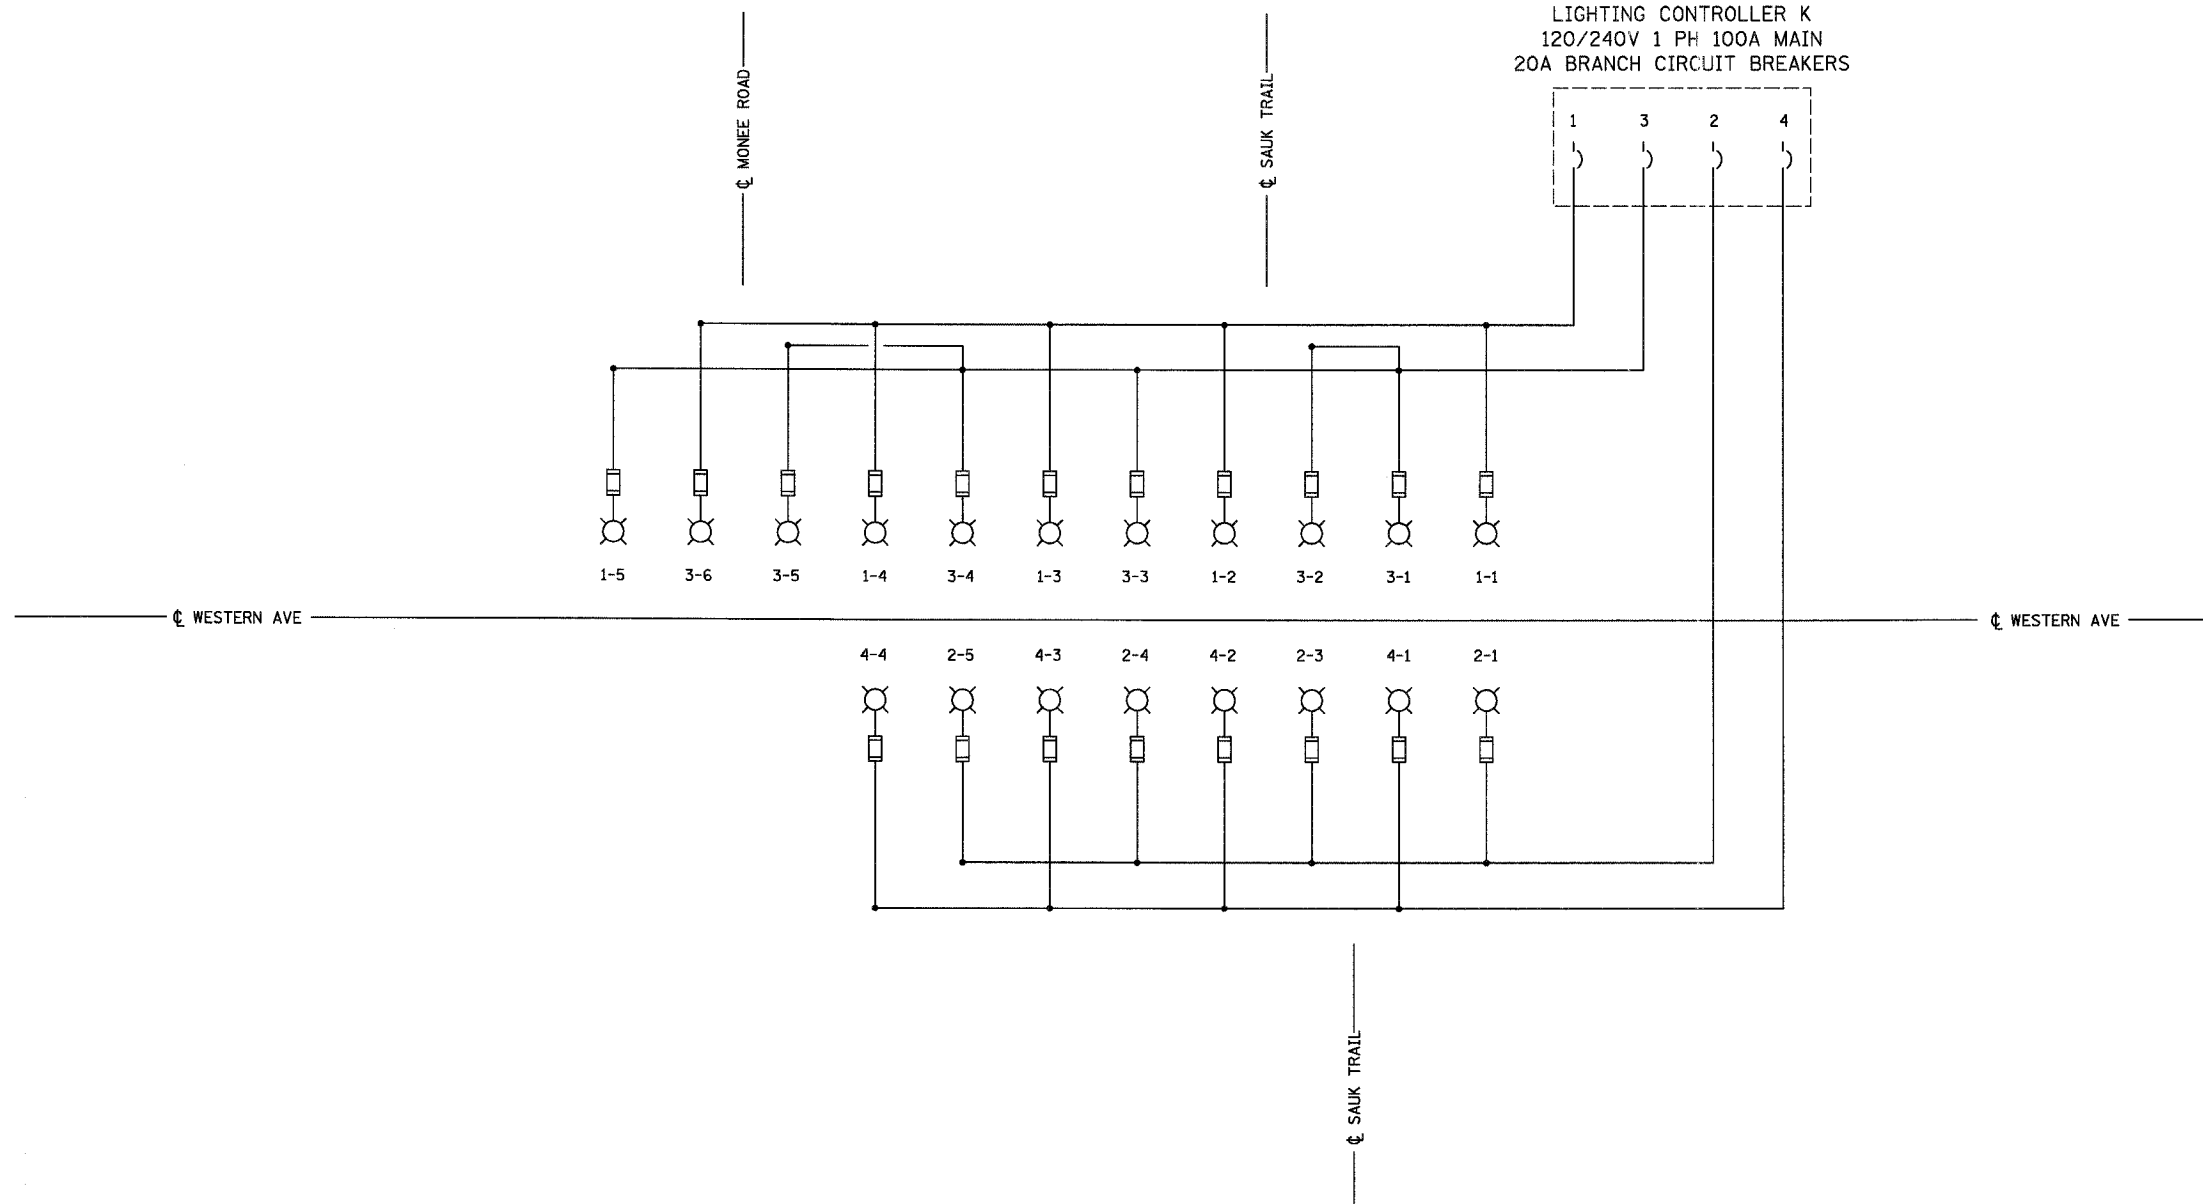 LIGHTING CONTROLLER K
120/240V 1 PH 100A MAIN
20A BRANCH CIRCUIT BREAKERS
1 3 2 4
℄ MONEE ROAD
℄ SAUK TRAIL
1-5 3-6 3-5 1-4 3-4 1-3 3-3 1-2 3-2 3-1 1-1
℄ WESTERN AVE ℄ WESTERN AVE
4-4 2-5 4-3 2-4 4-2 2-3 4-1 2-1
℄ SAUK TRAIL